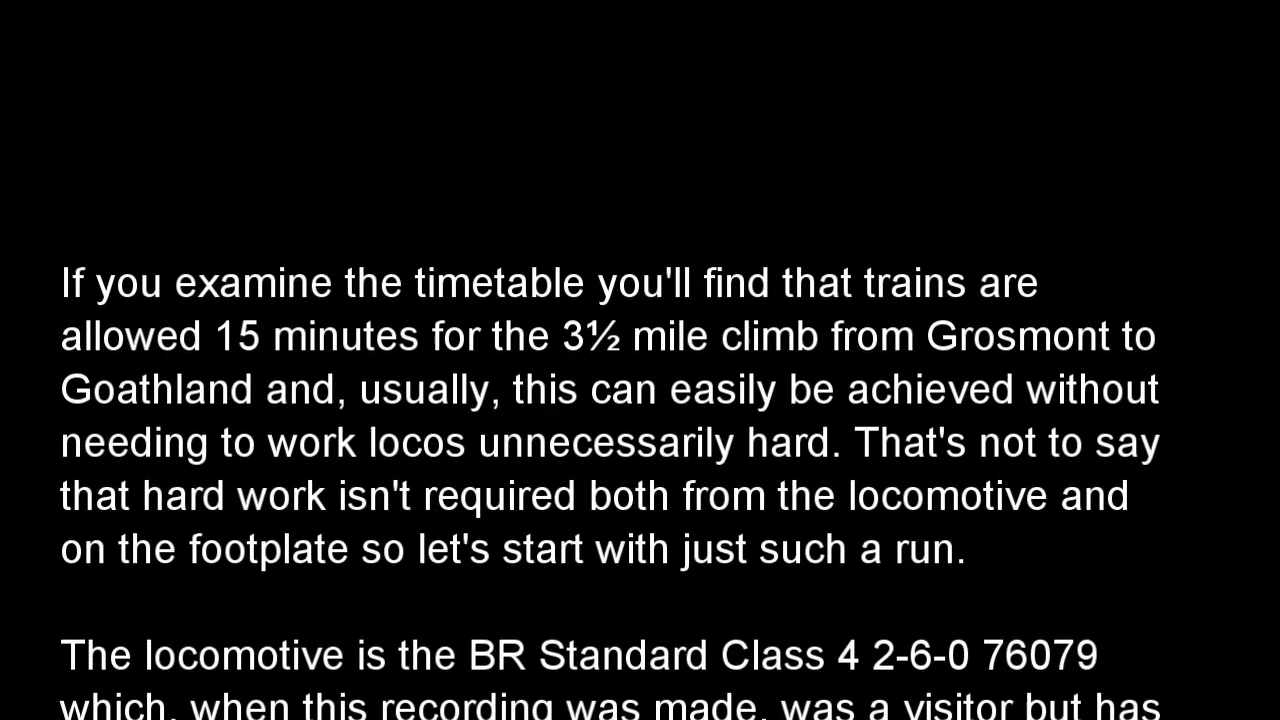 If you examine the timetable you'll find that trains are
allowed 15 minutes for the 3½ mile climb from Grosmont to
Goathland and, usually, this can easily be achieved without
needing to work locos unnecessarily hard. That's not to say
that hard work isn't required both from the locomotive and
on the footplate so let's start with just such a run.
The locomotive is the BR Standard Class 4 2-6-0 76079
which, when this recording was made, was a visitor but has